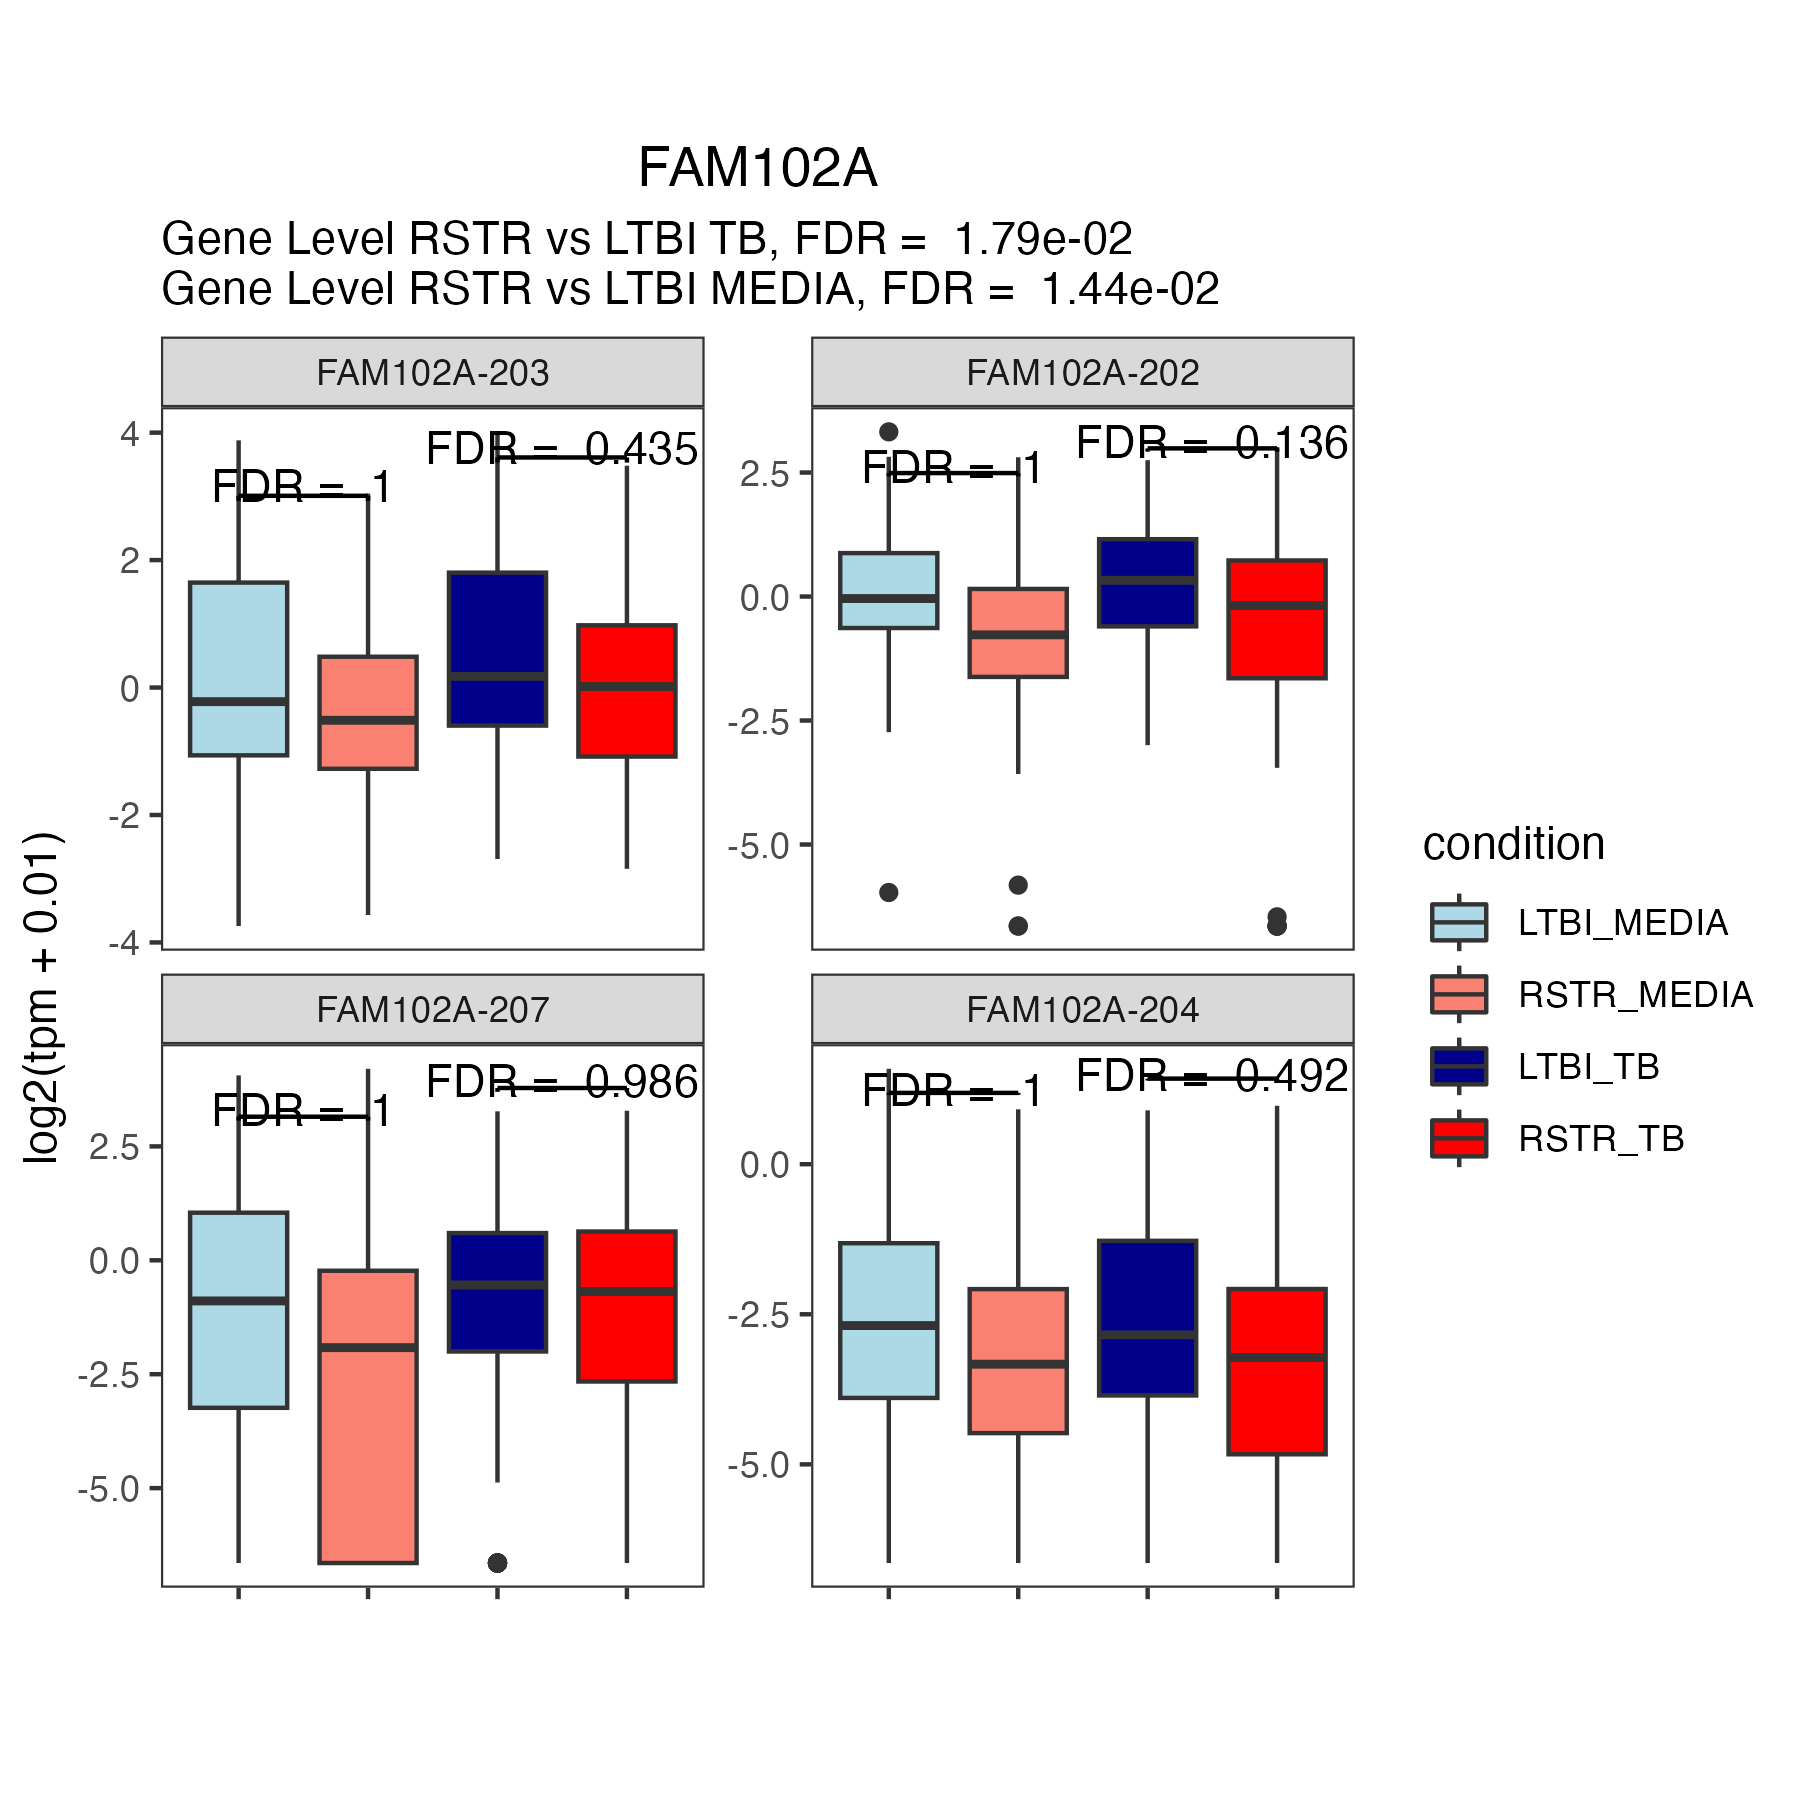 FAM102A
Gene Level RSTR vs LTBI TB, FDR =  1.79e-02
Gene Level RSTR vs LTBI MEDIA, FDR =  1.44e-02
FAM102A-203
FAM102A-202
4
2
0
-2
-4
FDR =  1
FDR =  0.435
2.5
0.0
-2.5
-5.0
FDR =  1
FDR =  0.136
FAM102A-207
FAM102A-204
2.5
0.0
-2.5
-5.0
FDR =  1
FDR =  0.986
0.0
-2.5
-5.0
FDR =  1
FDR =  0.492
log2(tpm + 0.01)
condition
LTBI_MEDIA
RSTR_MEDIA
LTBI_TB
RSTR_TB